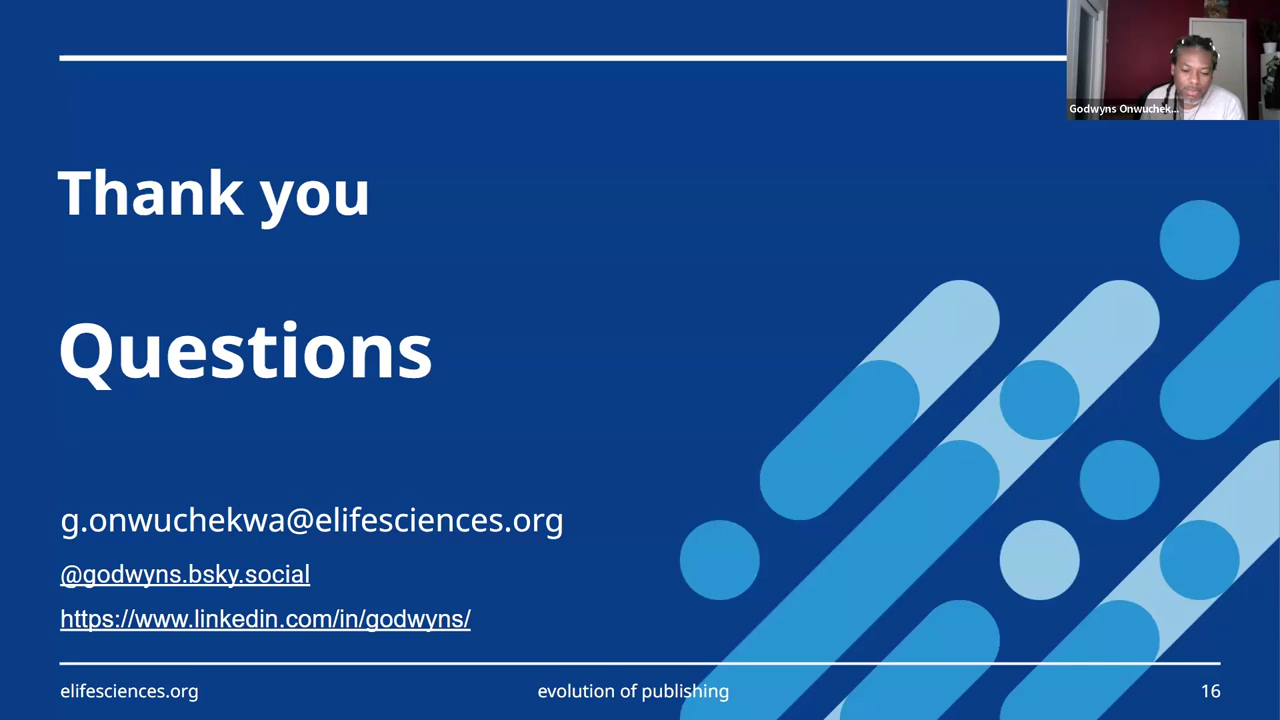 Godwyns Onwuchek...
Thank you
Questions
g.onwuchekwa@elifesciences.org
@godwyns.bsky.social
https://www.linkedin.com/in/godwyns/
elifesciences.org
evolution of publishing
16